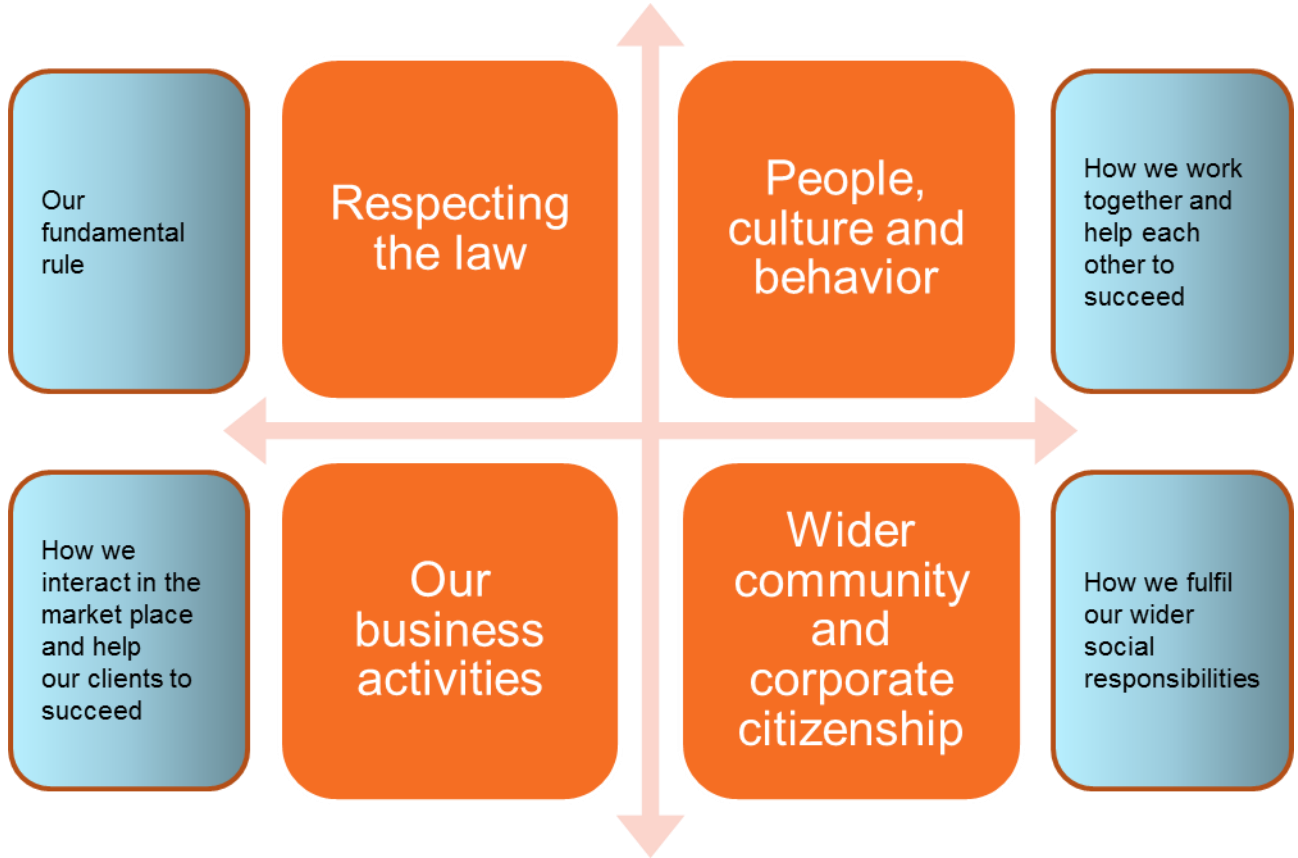 Our
fundamental
rule
Respecting
the law
People,
culture and
behavior
How we work
together and
help each
other to
succeed
How we
interact in the
market place
and help
our clients to
succeed
Our
business
activities
Wider
community
and
corporate
citizenship
How we fulfil
our wider
social
responsibilities